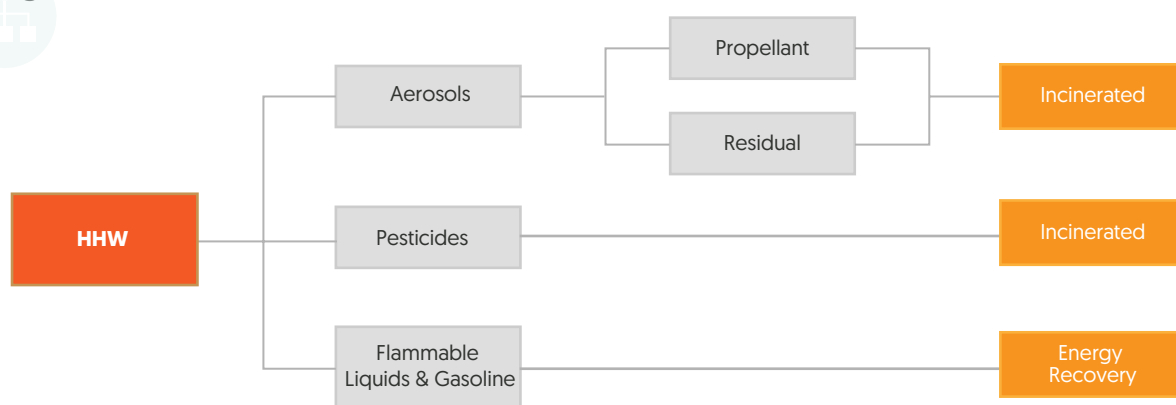 Propellant
Aerosols
Incinerated
Residual
HHW
Pesticides
Incinerated
Flammable
Liquids & Gasoline
Energy
Recovery